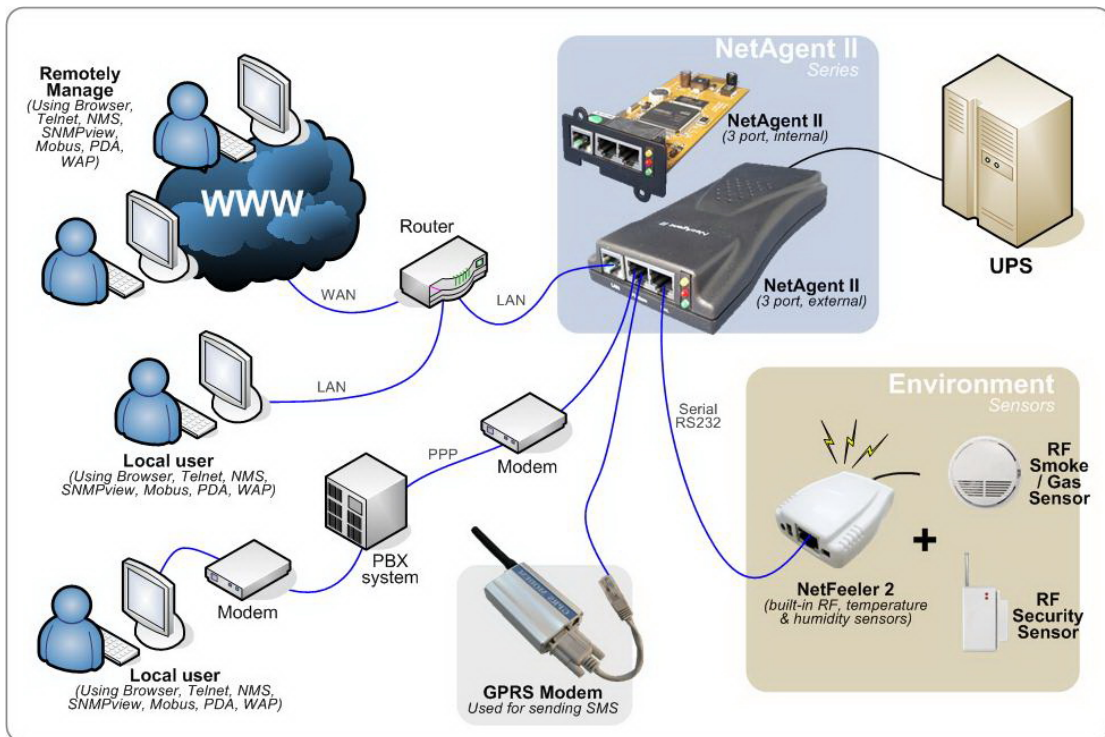 Remotely
Manage
(Using Browser,
Telnet, NMS,
SNMPview,
Mobus, PDA,
WAP)
WWW
Router
WAN
LAN
LAN
NetAgent II
Series
NetAgent II
(3 port, internal)
NetAgent II
NetAgent II
(3 port, external)
UPS
Local user
(Using Browser, Telnet, NMS,
SNMPview, Mobus, PDA, WAP)
PPP
Modem
PBX
system
Modem
Local user
(Using Browser, Telnet, NMS,
SNMPview, Mobus, PDA, WAP)
GPRS Modem
Used for sending SMS
Serial
RS232
Environment
Sensors
NetFeeler 2
(built-in RF, temperature
& humidity sensors)
+
RF
Smoke
/ Gas
Sensor
RF
Security
Sensor